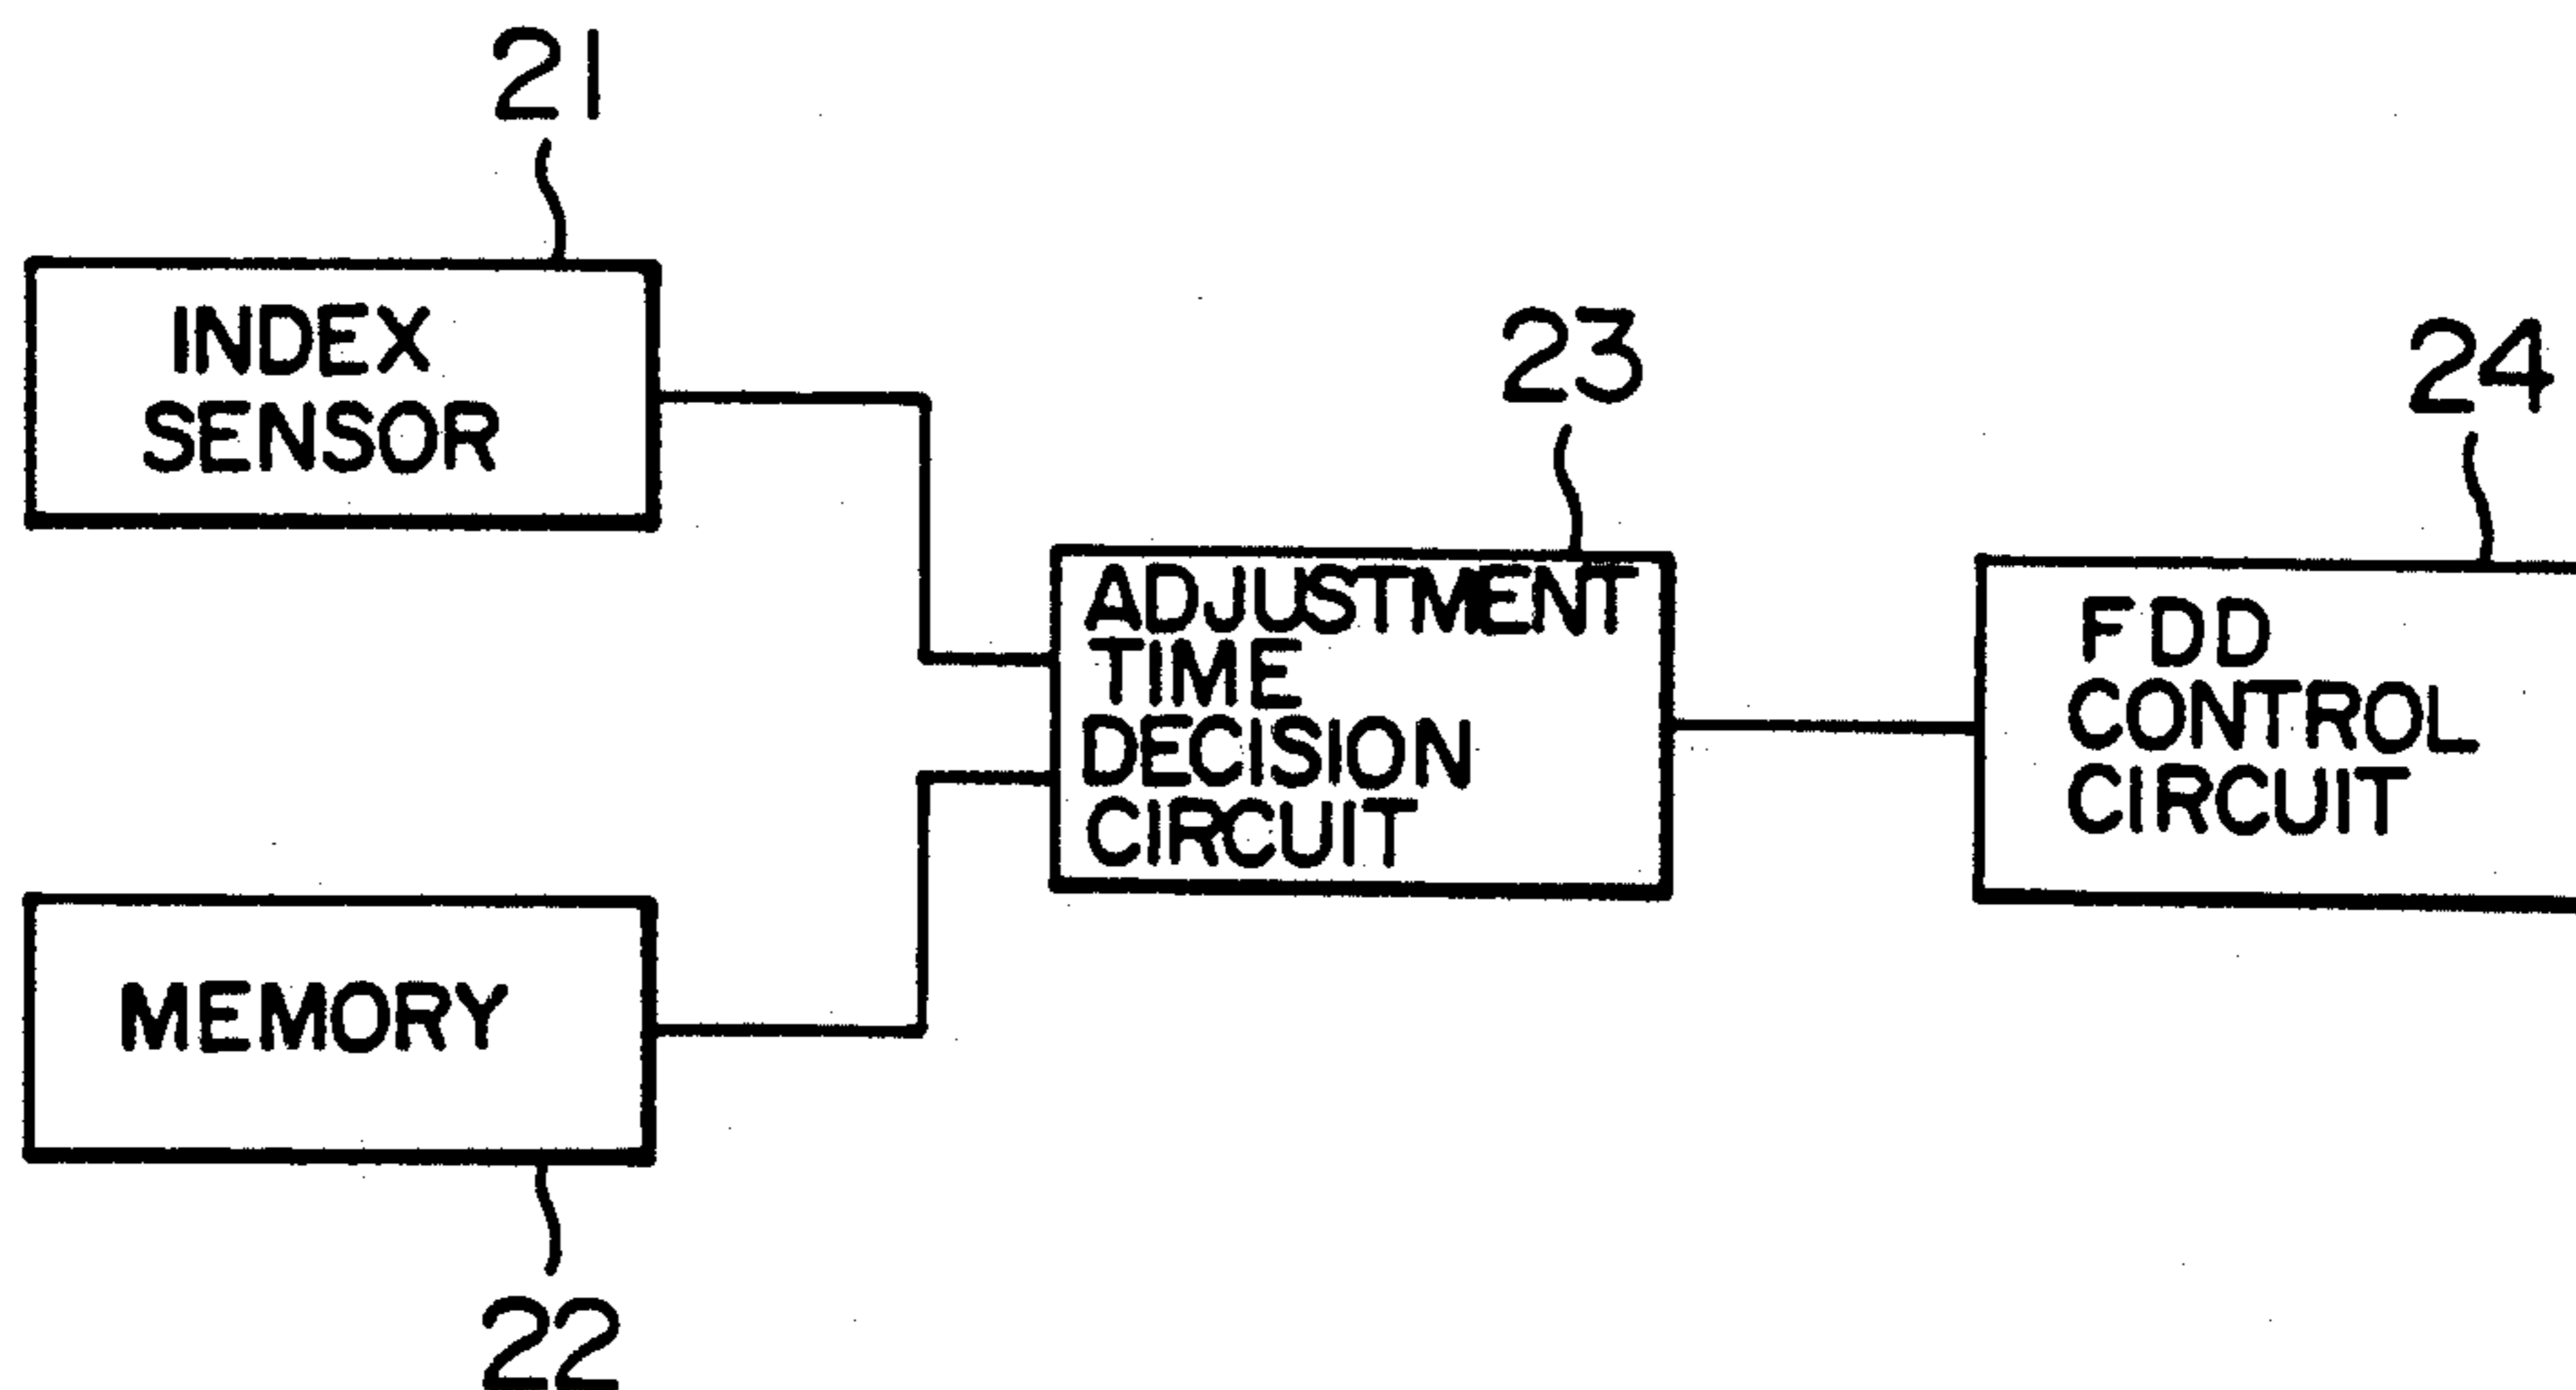 21
INDEX
SENSOR
23
ADJUSTMENT
TIME
DECISION
CIRCUIT
24
FDD
CONTROL
CIRCUIT
MEMORY
22